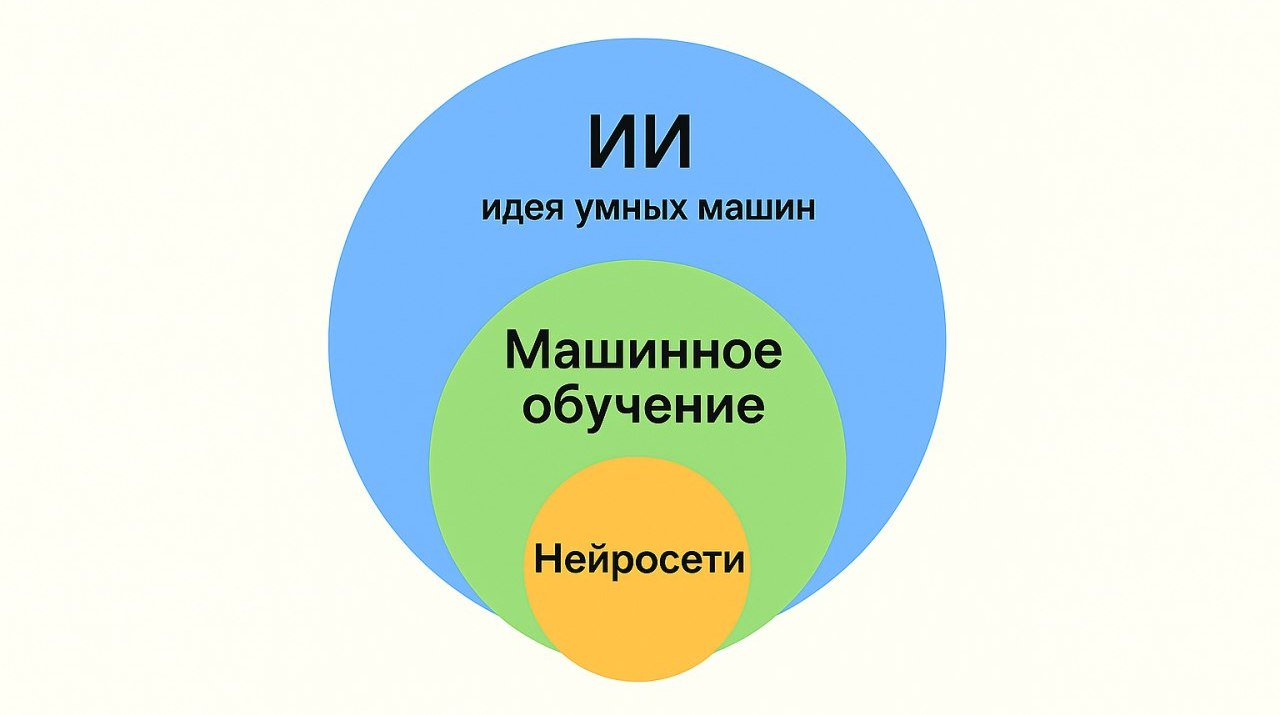 ИИ
идея умных машин
Машинное
обучение
Нейросети